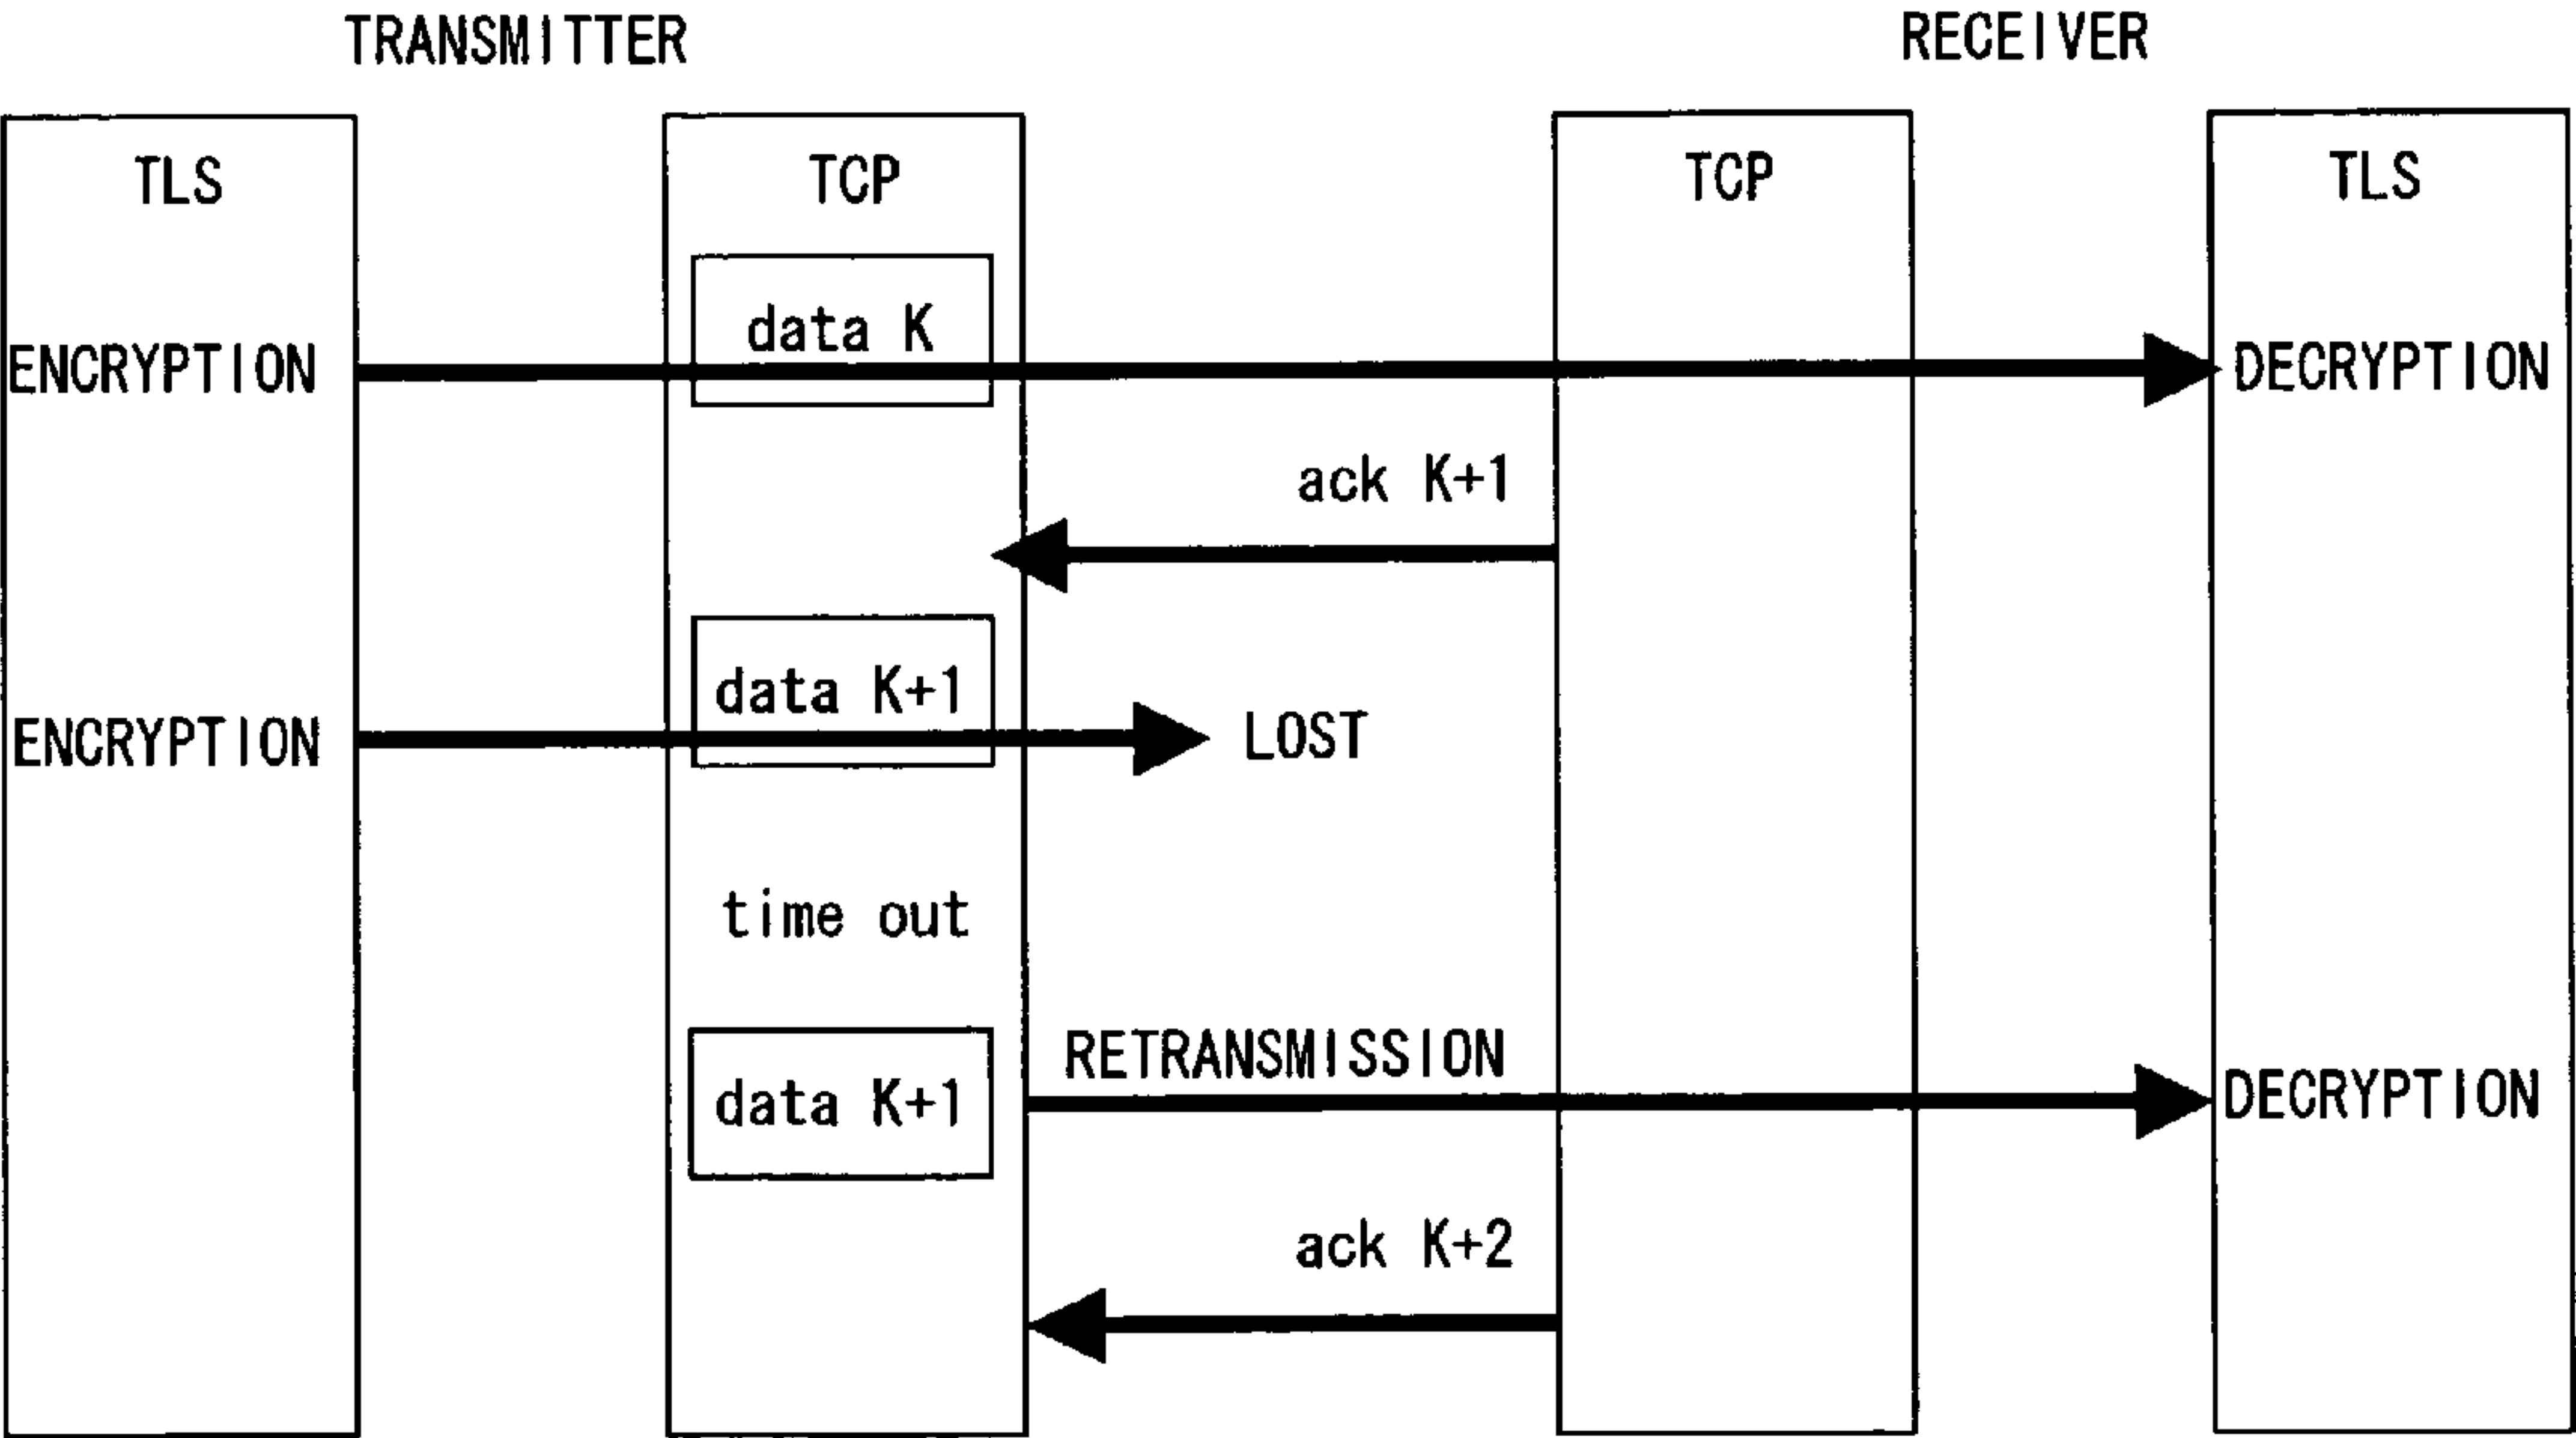 TRANSMITTER RECEIVER
TLS TCP TCP TLS
data K
ENCRYPTION DECRYPTION
ack K+1
data K+1
ENCRYPTION LOST
time out
RETRANSMISSION
data K+1 DECRYPTION
ack K+2